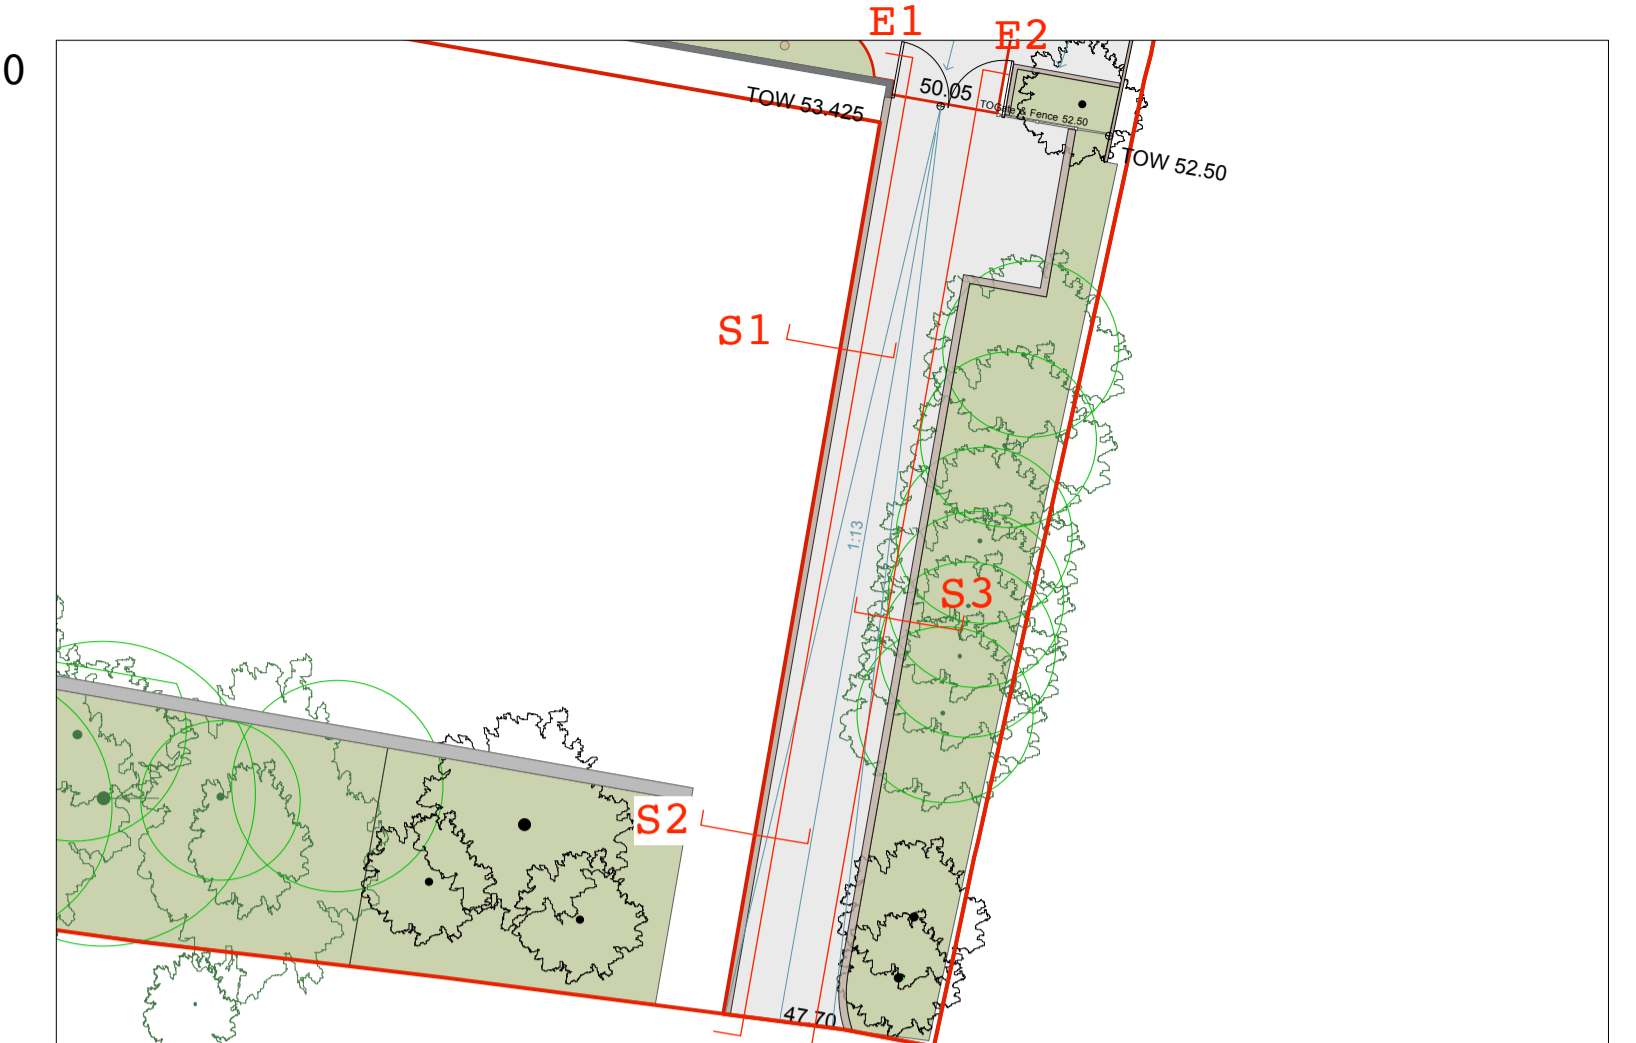 E1
E2
0
50.05
TOW 53.425
TOGate & Fence 52.50
TOW 52.50
S1
1:13
S3
S2
47.70